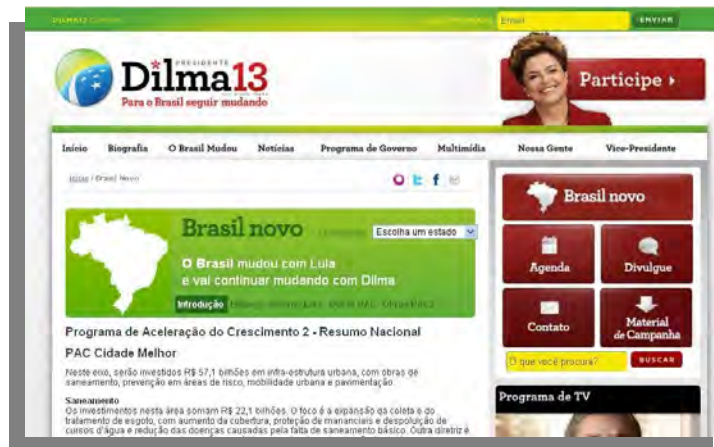 DILMA13
Email
ENVIAR
PRESIDENTE
Dilma13
Para o Brasil seguir mudando
Participe
Início Biografia O Brasil Mudou Notícias Programa de Governo Multimídia Nossa Gente Vice-Presidente
Início / Brasil Novo
Brasil novo
Escolha um estado
O Brasil mudou com Lula
e vai continuar mudando com Dilma
Introdução
Programa de Aceleração do Crescimento 2 - Resumo Nacional
PAC Cidade Melhor
Neste eixo, serão investidos R$ 57,1 bilhões em infra-estrutura urbana, com obras de
saneamento, prevenção em áreas de risco, mobilidade urbana e pavimentação.
Saneamento
Os investimentos nesta área somam R$ 22,1 bilhões. O foco é a expansão da coleta e do
tratamento de esgoto, com aumento da cobertura, proteção de mananciais e despoluição de
cursos d'água e redução das doenças causadas pela falta de saneamento básico. Outra diretriz é
Brasil novo
Agenda
Divulgue
Contato
Material
de Campanha
O que você procura?
BUSCAR
Programa de TV